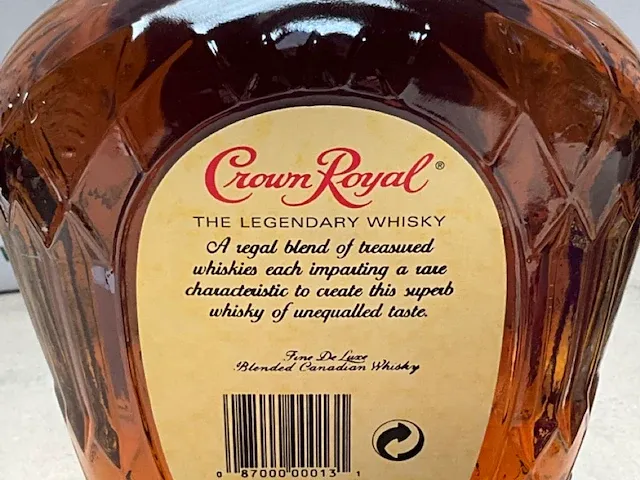 Crown Royal®
THE LEGENDARY WHISKY
A regal blend of treasured
whiskies each imparting a rare
characteristic to create this superb
whisky of unequalled taste.
Fine De Luxe
Blended Canadian Whisky
0 87000 00013 1